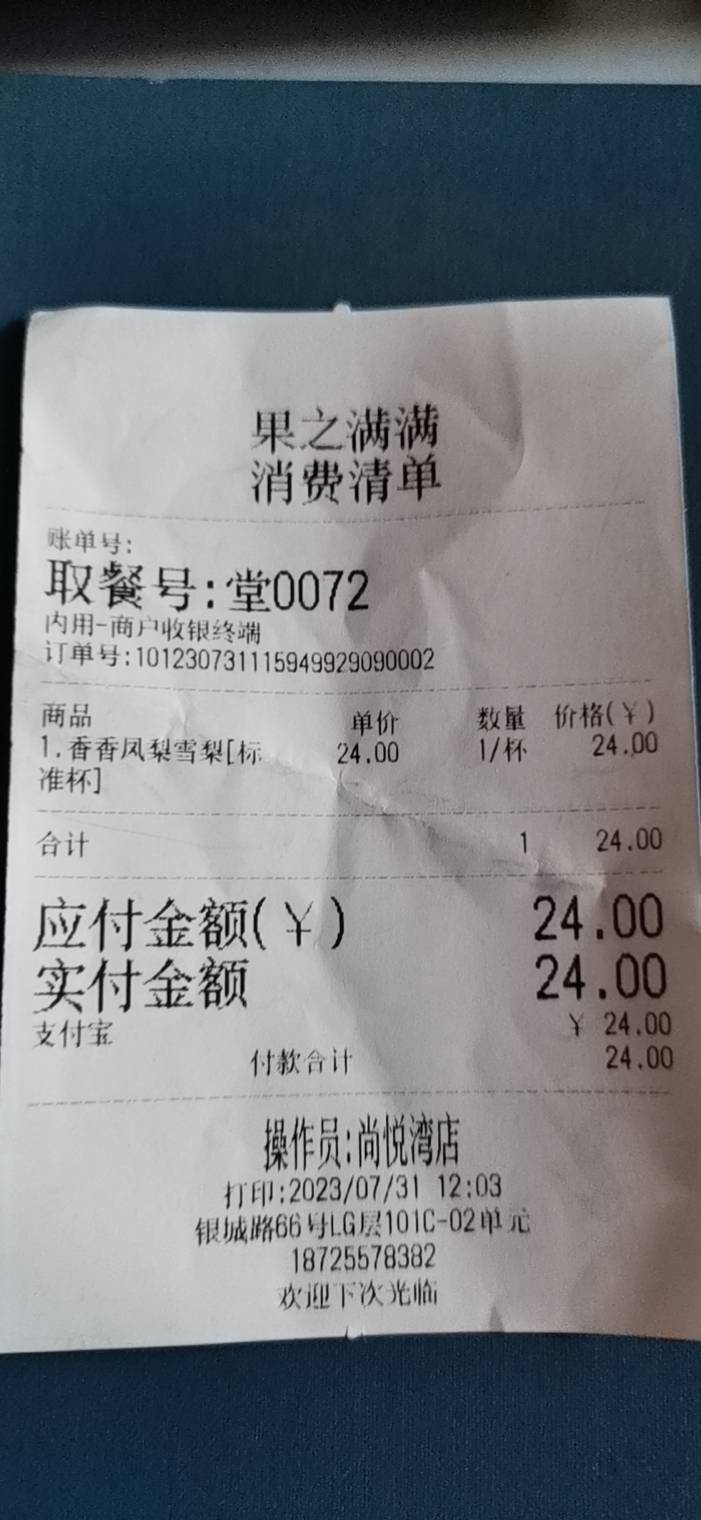 果之满满
消费清单
账单号:
取餐号:堂0072
内用-商户收银终端
订单号:1012307311115949929090002
商品 单价 数量 价格(￥)
1.香香凤梨雪梨[标 24.00 1/杯 24.00
准杯]
合计 1 24.00
应付金额(￥) 24.00
实付金额 24.00
支付宝 ￥ 24.00
付款合计 24.00
操作员:尚悦湾店
打印:2023/07/31 12:03
银城路66号LG层101C-02单元
18725578382
欢迎下次光临